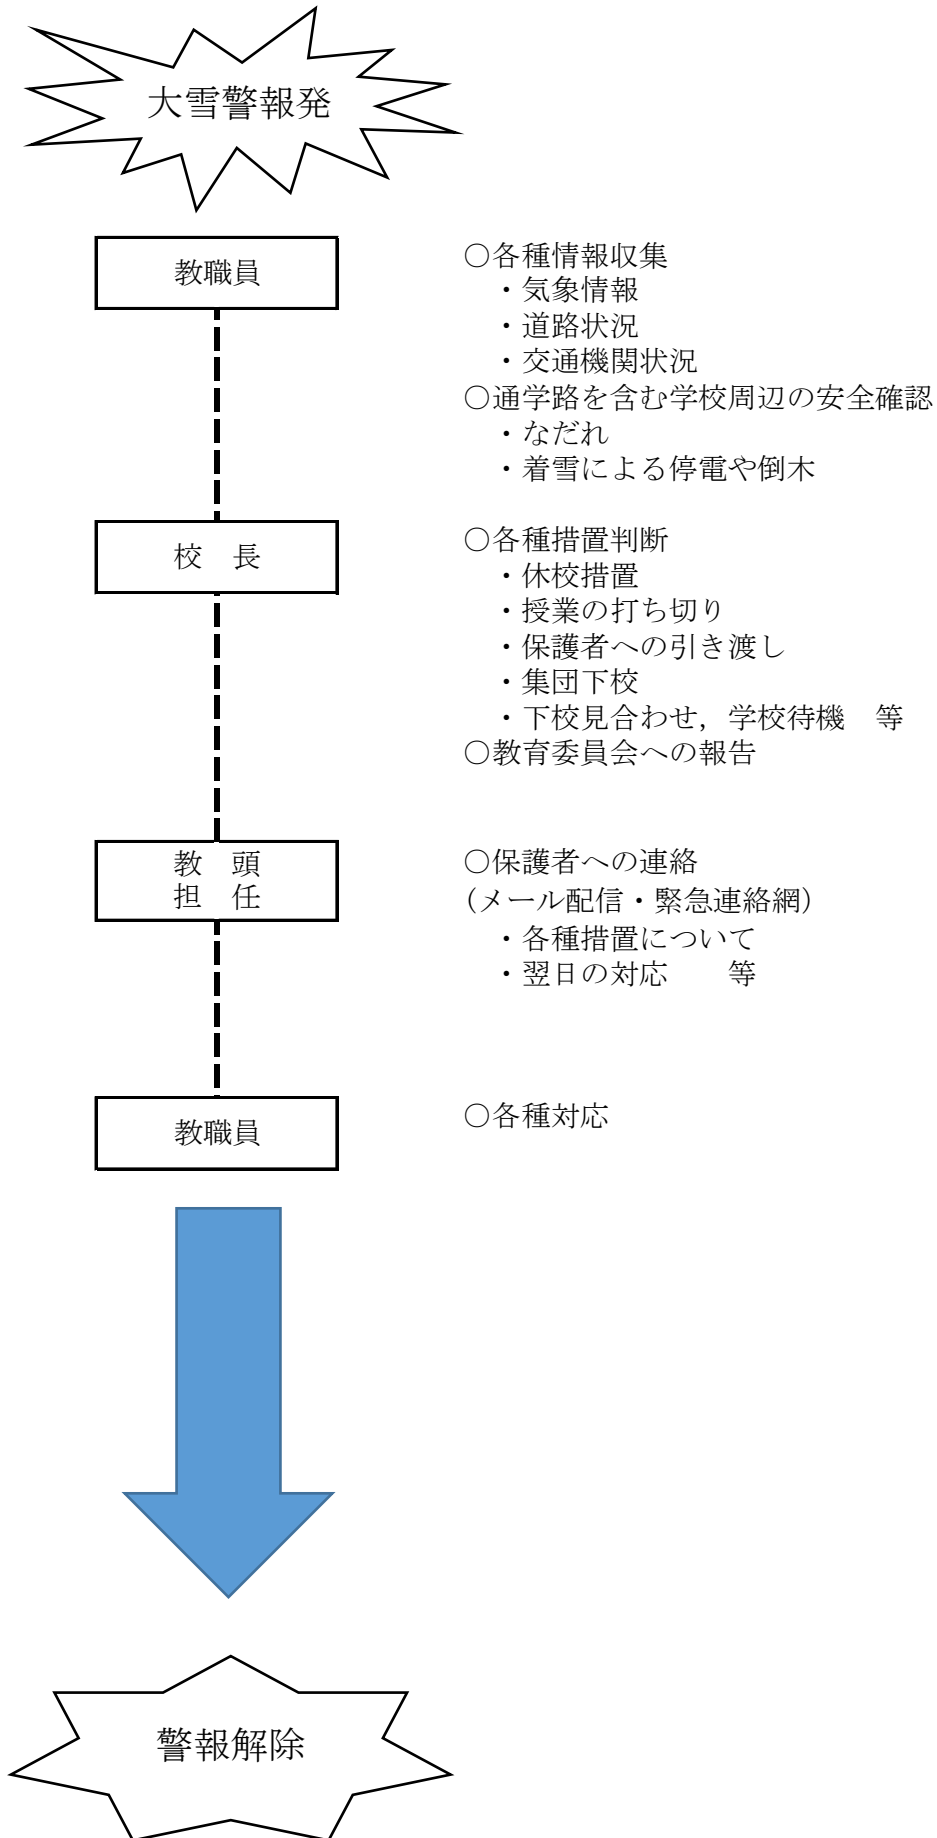 大雪警報発
教職員
○各種情報収集
・気象情報
・道路状況
・交通機関状況
○通学路を含む学校周辺の安全確認
・なだれ
・着雪による停電や倒木
校　長
○各種措置判断
・休校措置
・授業の打ち切り
・保護者への引き渡し
・集団下校
・下校見合わせ，学校待機　等
○教育委員会への報告
教　頭
担　任
○保護者への連絡
（メール配信・緊急連絡網）
・各種措置について
・翌日の対応　　等
教職員
○各種対応
警報解除